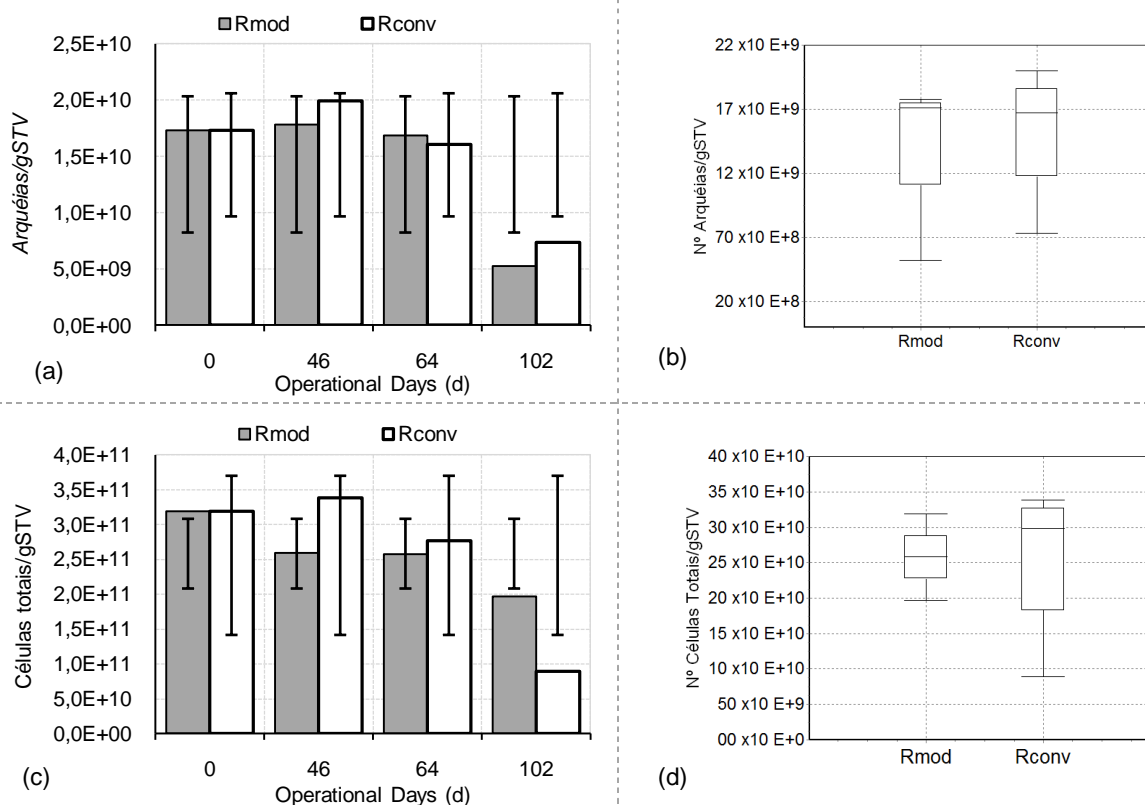 Rmod Rconv
2,5E+10
2,0E+10
1,5E+10
1,0E+10
5,0E+09
0,0E+00
Arquéias/gSTV
0 46 64 102
Operational Days (d)
(a)
22 x10 E+9
17 x10 E+9
12 x10 E+9
70 x10 E+8
20 x10 E+8
Nº Arquéias/gSTV
Rmod Rconv
(b)
Rmod Rconv
4,0E+11
3,5E+11
3,0E+11
2,5E+11
2,0E+11
1,5E+11
1,0E+11
5,0E+10
0,0E+00
Células totais/gSTV
0 46 64 102
Operational Days (d)
(c)
40 x10 E+10
35 x10 E+10
30 x10 E+10
25 x10 E+10
20 x10 E+10
15 x10 E+10
10 x10 E+10
50 x10 E+9
00 x10 E+0
Nº Células Totais/gSTV
Rmod Rconv
(d)